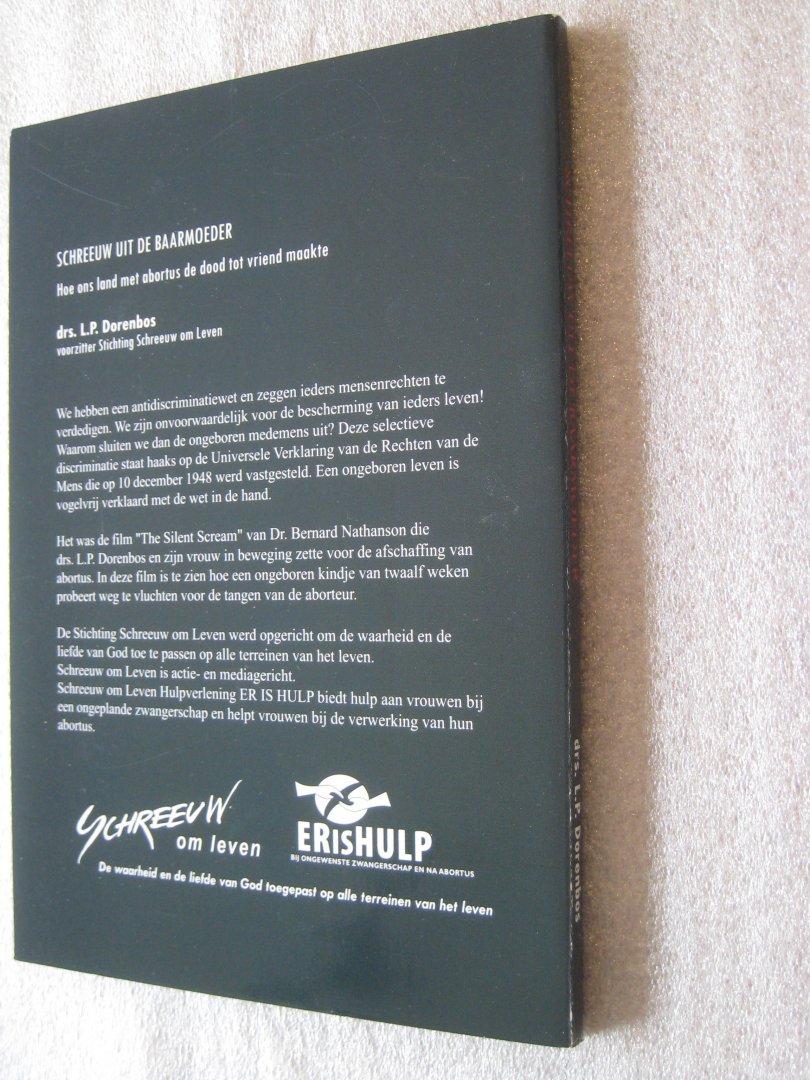 SCHREEUW UIT DE BAARMOEDER
Hoe ons land met abortus de dood tot vriend maakte
drs. L.P. Dorenbos
voorzitter Stichting Schreeuw om Leven
We hebben een antidiscriminatiewet en zeggen ieders mensenrechten te
verdedigen. We zijn onvoorwaardelijk voor de bescherming van ieders leven!
Waarom sluiten we dan de ongeboren medemens uit? Deze selectieve
discriminatie staat haaks op de Universele Verklaring van de Rechten van de
Mens die op 10 december 1948 werd vastgesteld. Een ongeboren leven is
vogelvrij verklaard met de wet in de hand.
Het was de film "The Silent Scream" van Dr. Bernard Nathanson die
drs. L.P. Dorenbos en zijn vrouw in beweging zette voor de afschaffing van
abortus. In deze film is te zien hoe een ongeboren kindje van twaalf weken
probeert weg te vluchten voor de tangen van de aborteur.
De Stichting Schreeuw om Leven werd opgericht om de waarheid en de
liefde van God toe te passen op alle terreinen van het leven.
Schreeuw om Leven is actie- en mediagericht.
Schreeuw om Leven Hulpverlening ER IS HULP biedt hulp aan vrouwen bij
een ongeplande zwangerschap en helpt vrouwen bij de verwerking van hun
abortus.
SCHREEUW
om leven
ERISHULP
BIJ ONGEWENSTE ZWANGERSCHAP EN NA ABORTUS
De waarheid en de liefde van God toegepast op alle terreinen van het leven
drs. L.P. Dorenbos